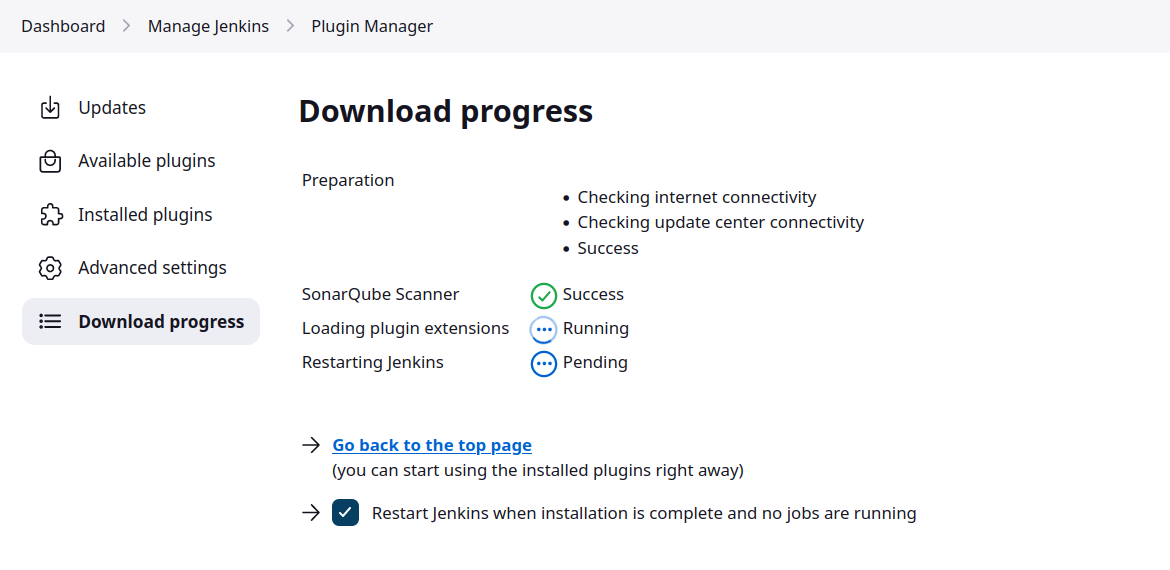 Dashboard > Manage Jenkins > Plugin Manager
Updates
Available plugins
Installed plugins
Advanced settings
Download progress
Download progress
Preparation
• Checking internet connectivity
• Checking update center connectivity
• Success
SonarQube Scanner Success
Loading plugin extensions Running
Restarting Jenkins Pending
→ Go back to the top page
(you can start using the installed plugins right away)
→ Restart Jenkins when installation is complete and no jobs are running